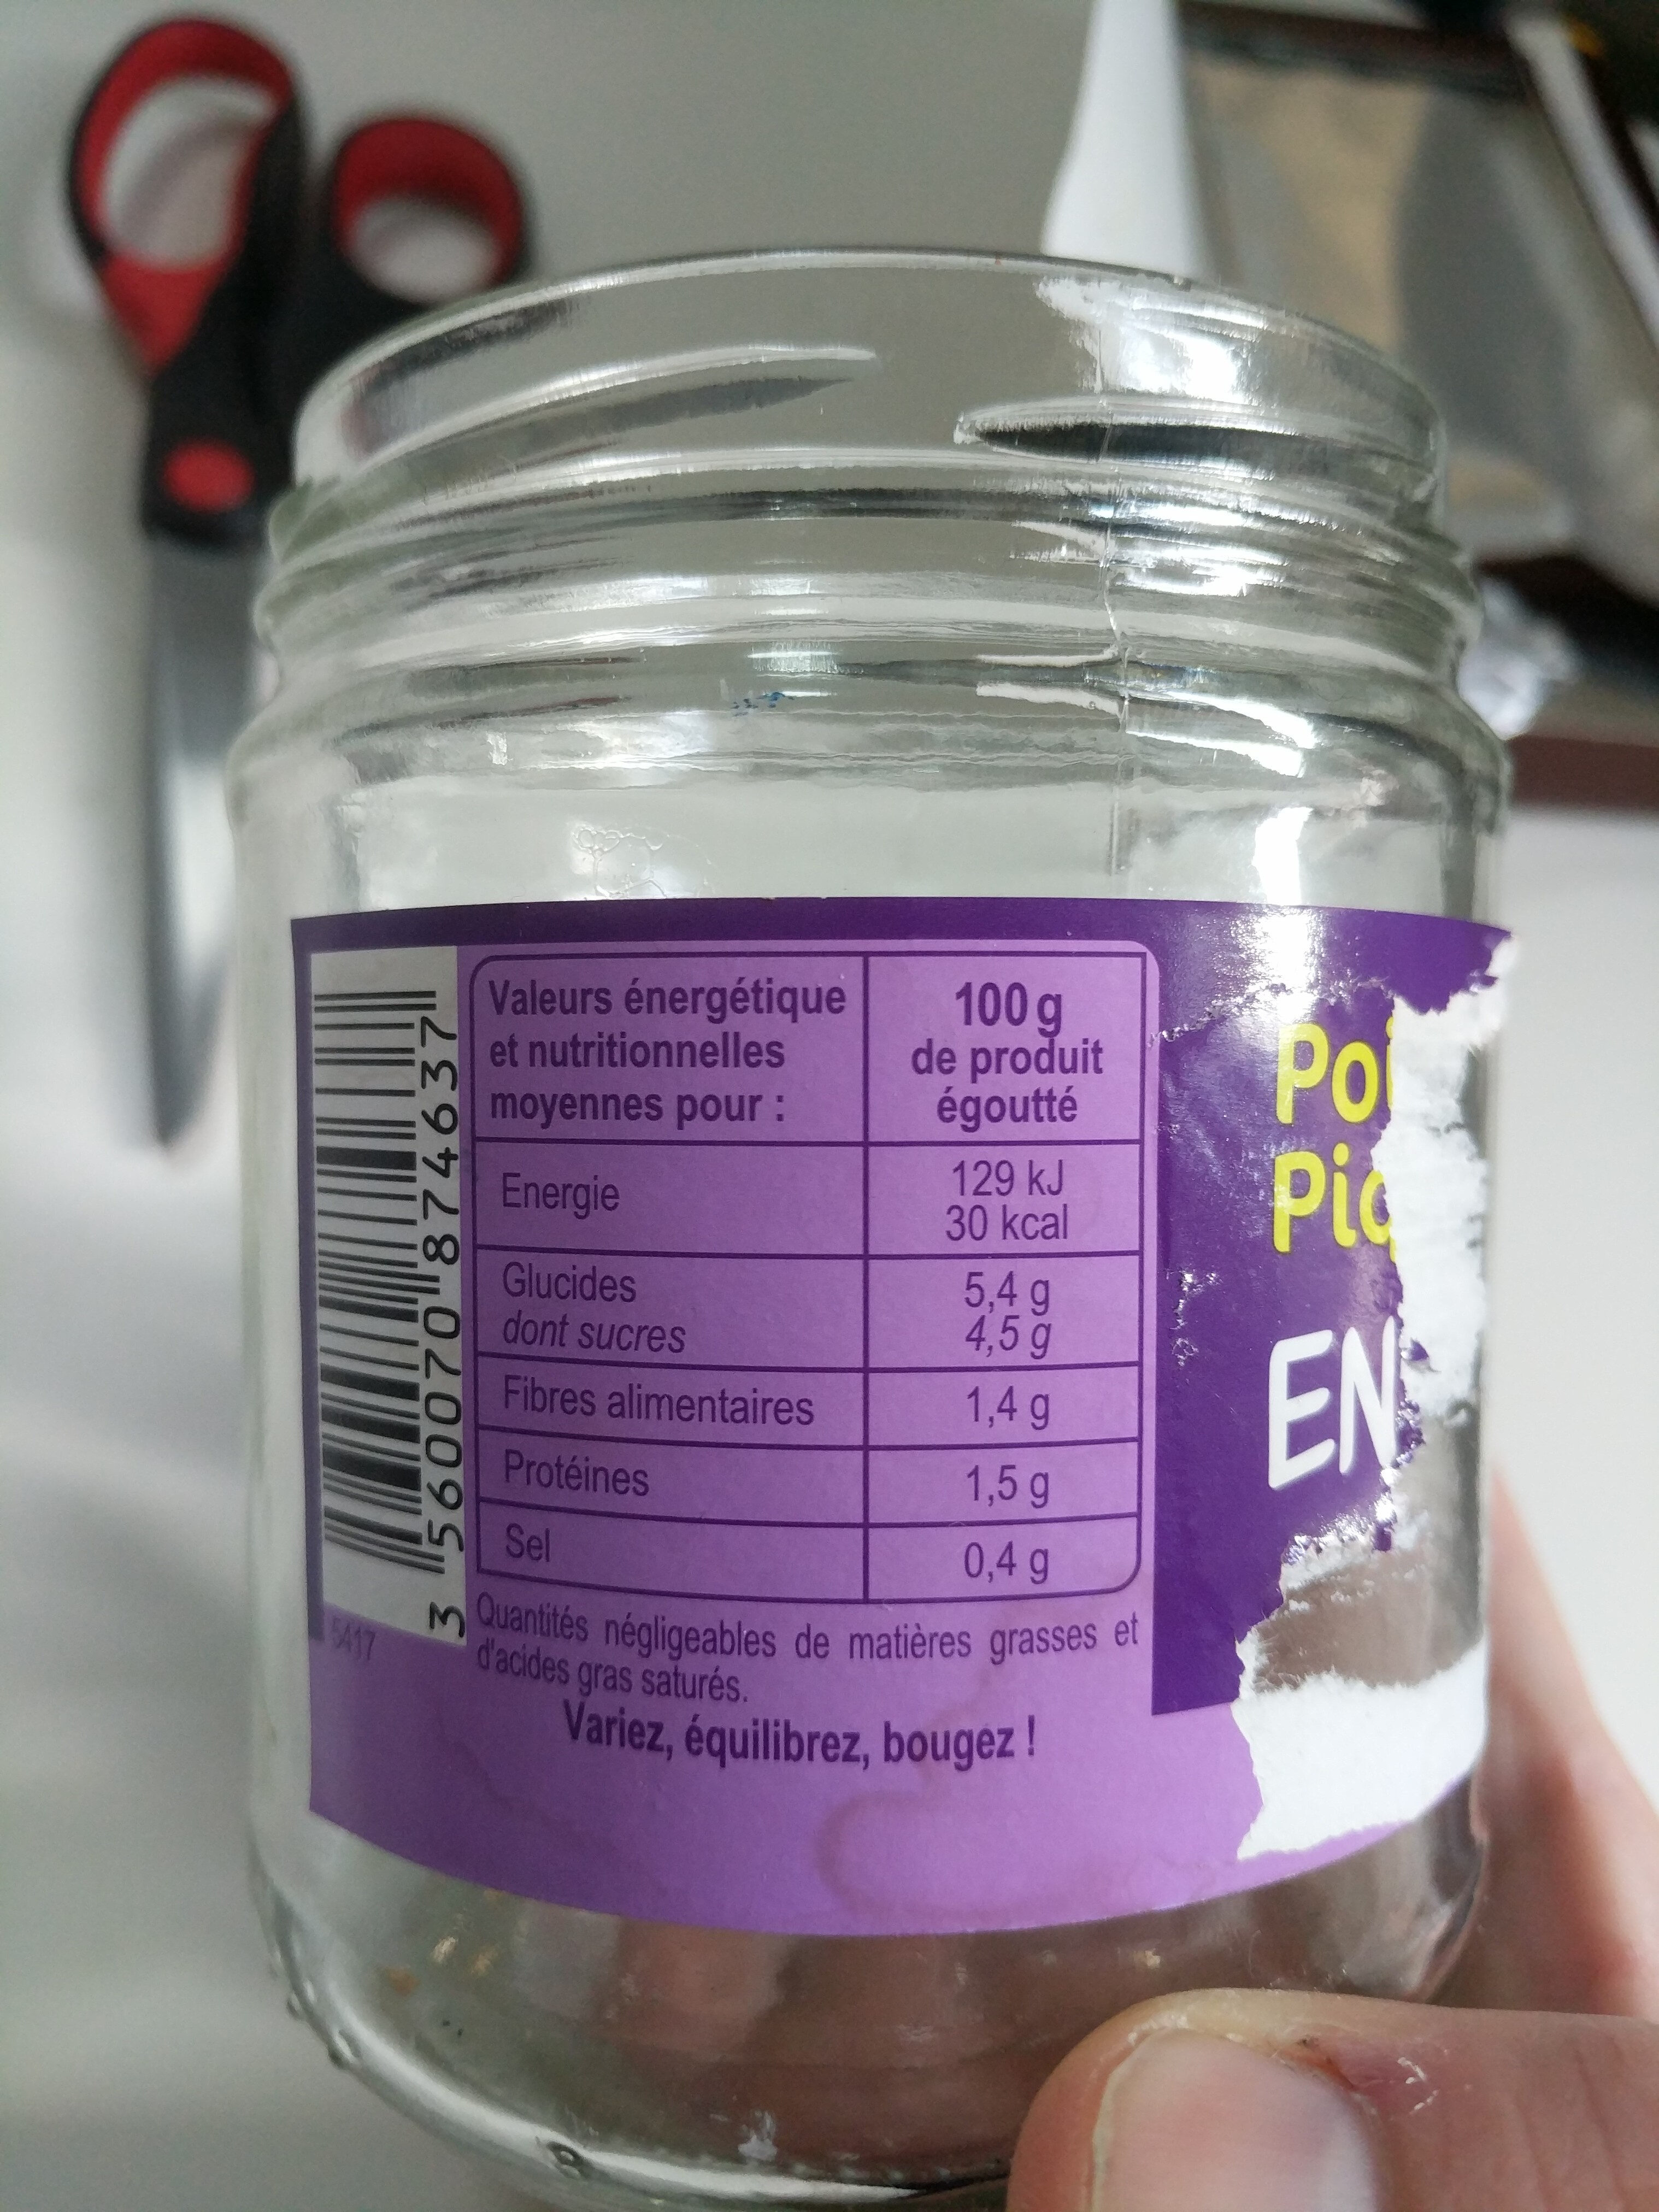 3 560070 874637
Valeurs énergétique
et nutritionnelles
moyennes pour :
100 g
de produit
égoutté
Energie
129 kJ
30 kcal
Glucides
5,4 g
dont sucres
4,5 g
Fibres alimentaires
1,4 g
Protéines
1,5 g
Sel
0,4 g
Quantités négligeables de matières grasses et
d'acides gras saturés.
Variez, équilibrez, bougez !
Poi
Piq
EN